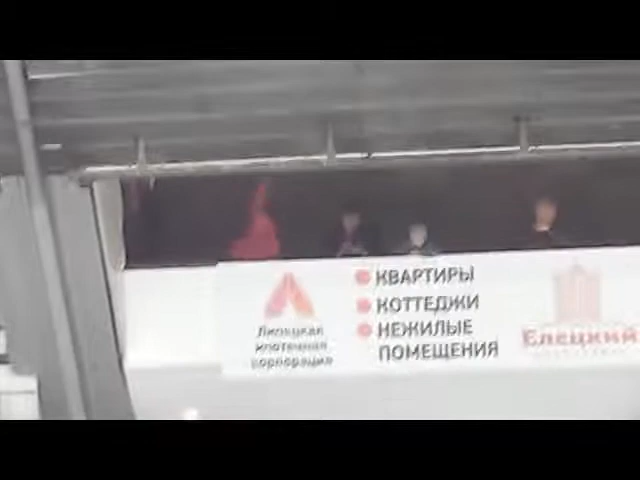 Липецкая
ипотечная
корпорация
КВАРТИРЫ
КОТТЕДЖИ
НЕЖИЛЫЕ
ПОМЕЩЕНИЯ
Елецкий